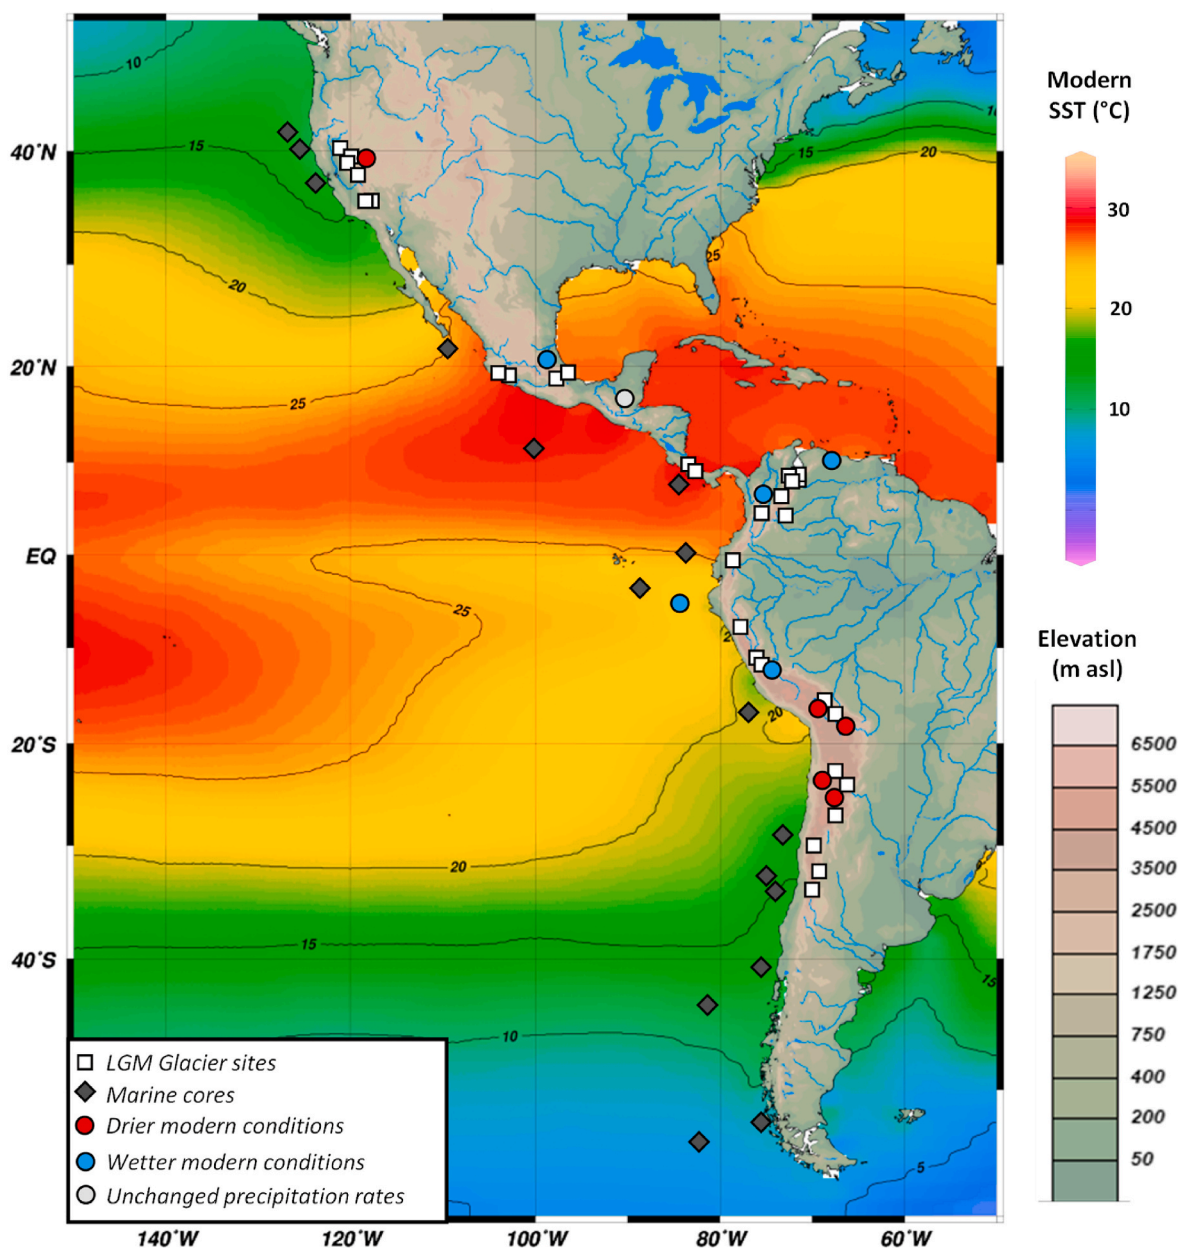 10
15
20
25
40°N
20°N
EQ
20°S
40°S
10
15
20
25
25
20
20
15
10
15
5
LGM Glacier sites
Marine cores
Drier modern conditions
Wetter modern conditions
Unchanged precipitation rates
140°W
120°W
100°W
80°W
60°W
Modern
SST (°C)
30
20
10
Elevation
(m asl)
6500
5500
4500
3500
2500
1750
1250
750
400
200
50